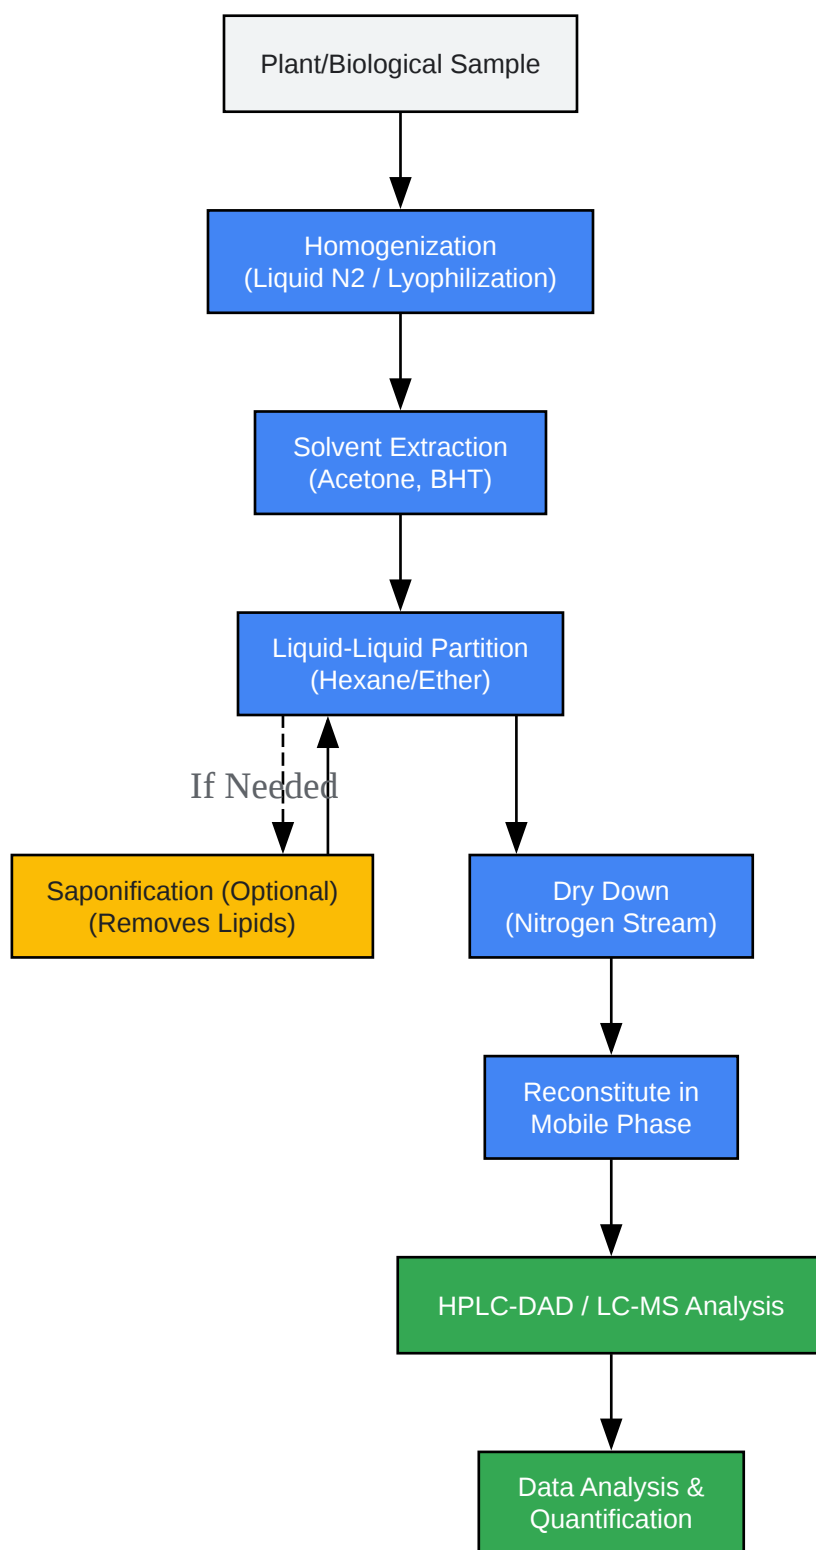 Plant/Biological Sample
Homogenization
(Liquid N2 / Lyophilization)
Solvent Extraction
(Acetone, BHT)
Liquid-Liquid Partition
(Hexane/Ether)
If Needed
Saponification (Optional)
(Removes Lipids)
Dry Down
(Nitrogen Stream)
Reconstitute in
Mobile Phase
HPLC-DAD / LC-MS Analysis
Data Analysis &
Quantification